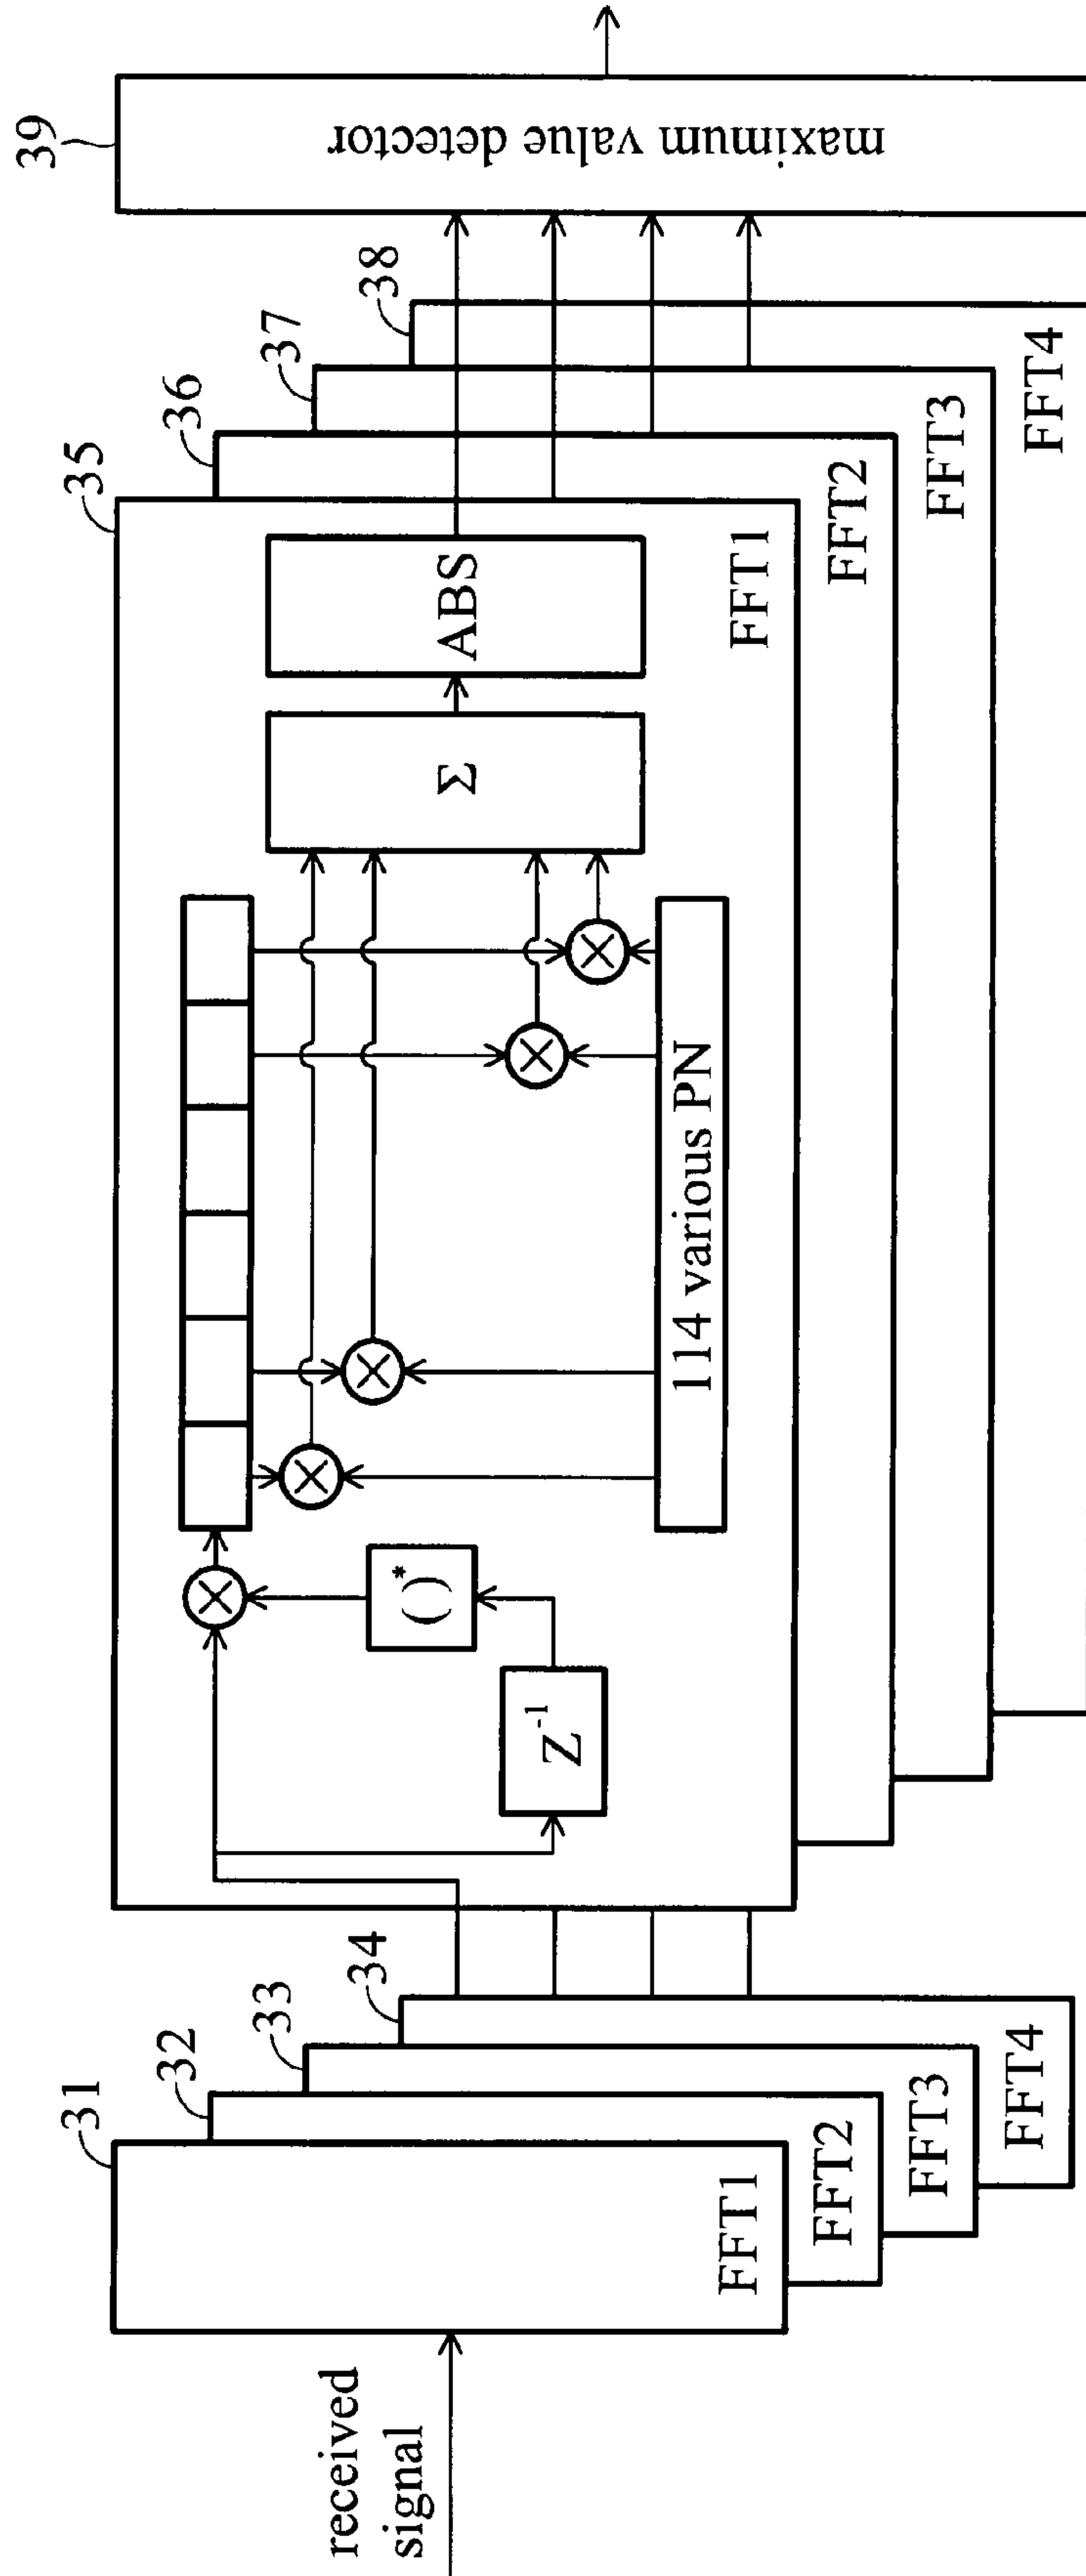 received
signal
31
FFT1
32
FFT2
33
FFT3
34
FFT4
35
Z-1
( )*
114 various PN
Σ
ABS
FFT1
36
FFT2
37
FFT3
38
FFT4
39
maximum value detector